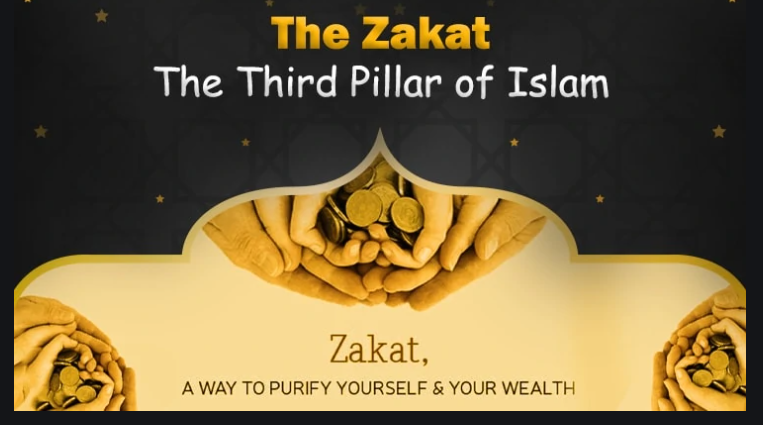 The Zakat
The Third Pillar of Islam
Zakat,
A WAY TO PURIFY YOURSELF & YOUR WEALTH